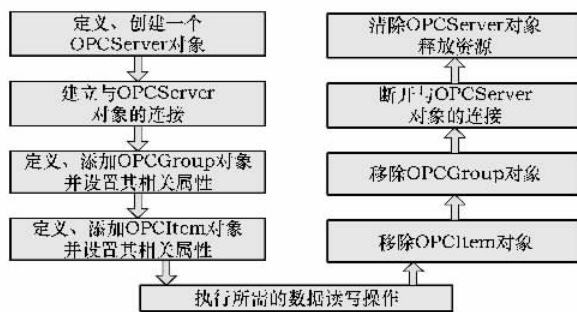 定义、创建一个
OPCServer对象
建立与OPCServer
对象的连接
定义、添加OPCGroup对象
并设置其相关属性
定义、添加OPCItem对象
并设置其相关属性
执行所需的数据读写操作
移除OPCItem对象
移除OPCGroup对象
断开与OPCServer
对象的连接
清除OPCServer对象
释放资源